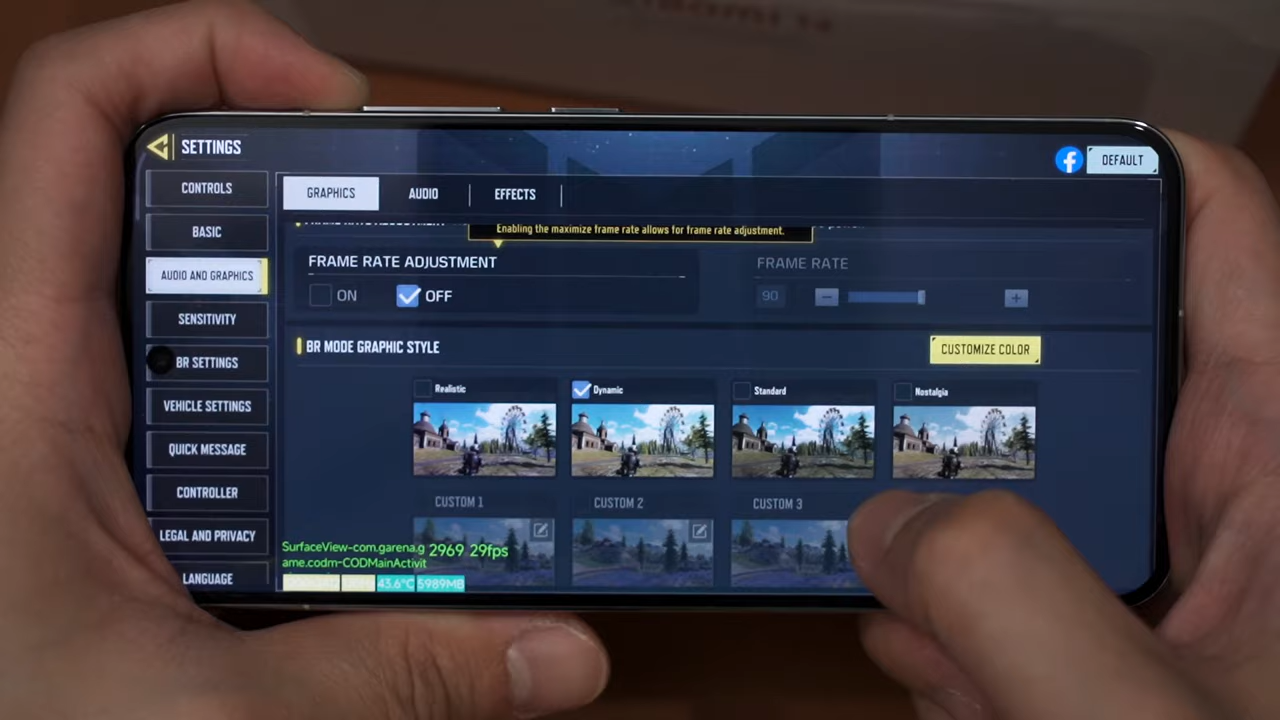 SETTINGS
DEFAULT
CONTROLS
BASIC
AUDIO AND GRAPHICS
SENSITIVITY
BR SETTINGS
VEHICLE SETTINGS
QUICK MESSAGE
CONTROLLER
LEGAL AND PRIVACY
LANGUAGE
GRAPHICS
AUDIO
EFFECTS
Enabling the maximize frame rate allows for frame rate adjustment.
FRAME RATE ADJUSTMENT
ON
OFF
FRAME RATE
90
BR MODE GRAPHIC STYLE
CUSTOMIZE COLOR
Realistic
Dynamic
Standard
Nostalgia
CUSTOM 1
CUSTOM 2
CUSTOM 3
SurfaceView-com.garena.g 2969 29fps
ame.codm-CODMainActivit
43.6°C 5989MB